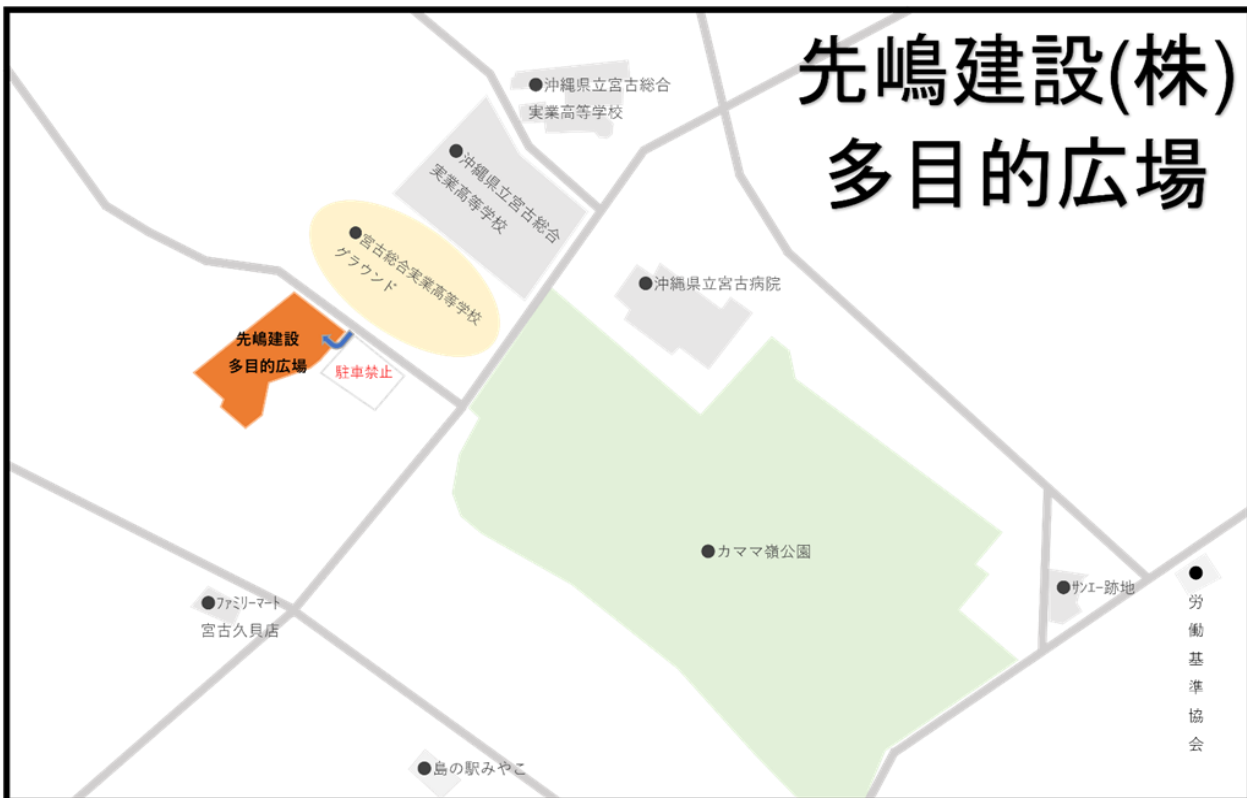 先嶋建設(株)
多目的広場
●沖縄県立宮古総合
実業高等学校
●沖縄県立宮古総合
実業高等学校
●宮古総合実業高等学校
グラウンド
●沖縄県立宮古病院
先嶋建設
多目的広場
駐車禁止
●カママ嶺公園
●サンエー跡地
●
労
働
基
準
協
会
●ファミリーマート
宮古久貝店
●島の駅みやこ